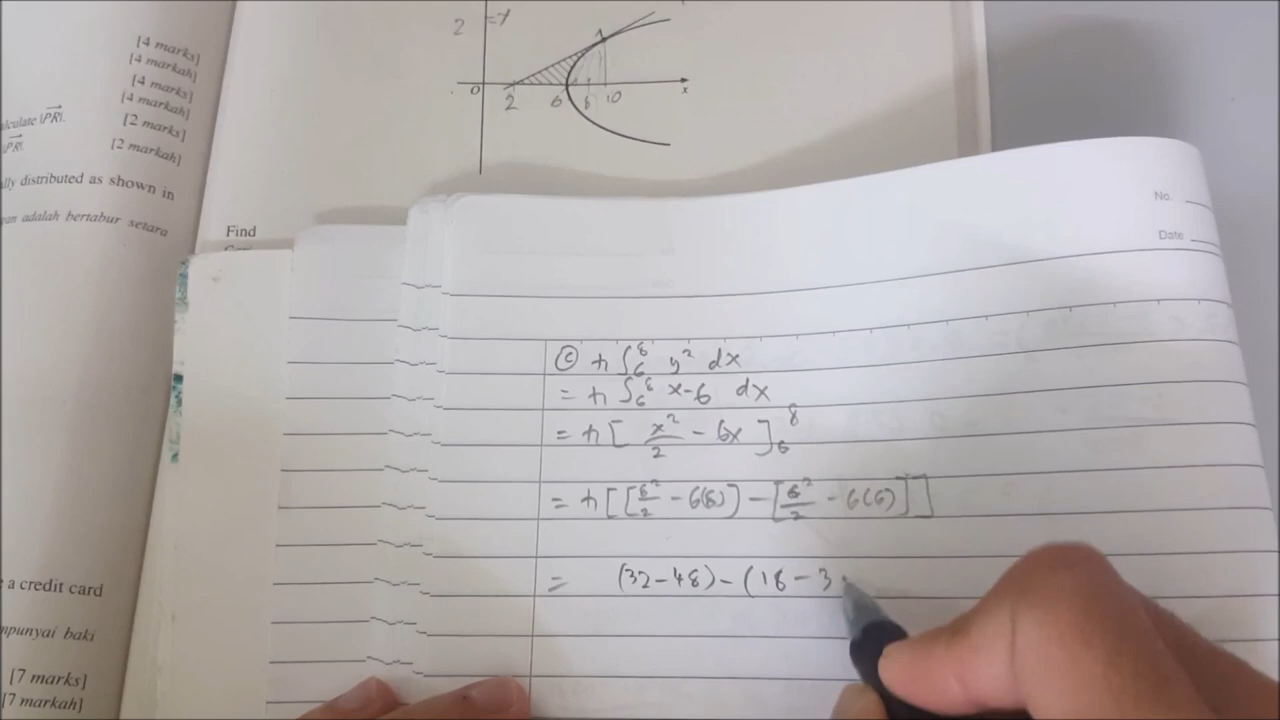 [4 marks]
[4 markah]
[4 marks]
[4 markah]
lculate |PR|.
[2 marks]
|PR|.
[2 markah]
lly distributed as shown in
adalah bertabur setara
a credit card
mpunyai baki
[7 marks]
[7 markah]
2 =y
0 2 6 8 10 x
Find
No.
Date
(c) π ∫₆⁸ y² dx
= π ∫₆⁸ x-6 dx
= π [ x²/2 - 6x ]₆⁸
= π [ [8²/2 - 6(8)] - [6²/2 - 6(6)] ]
= (32-48) - (18-3